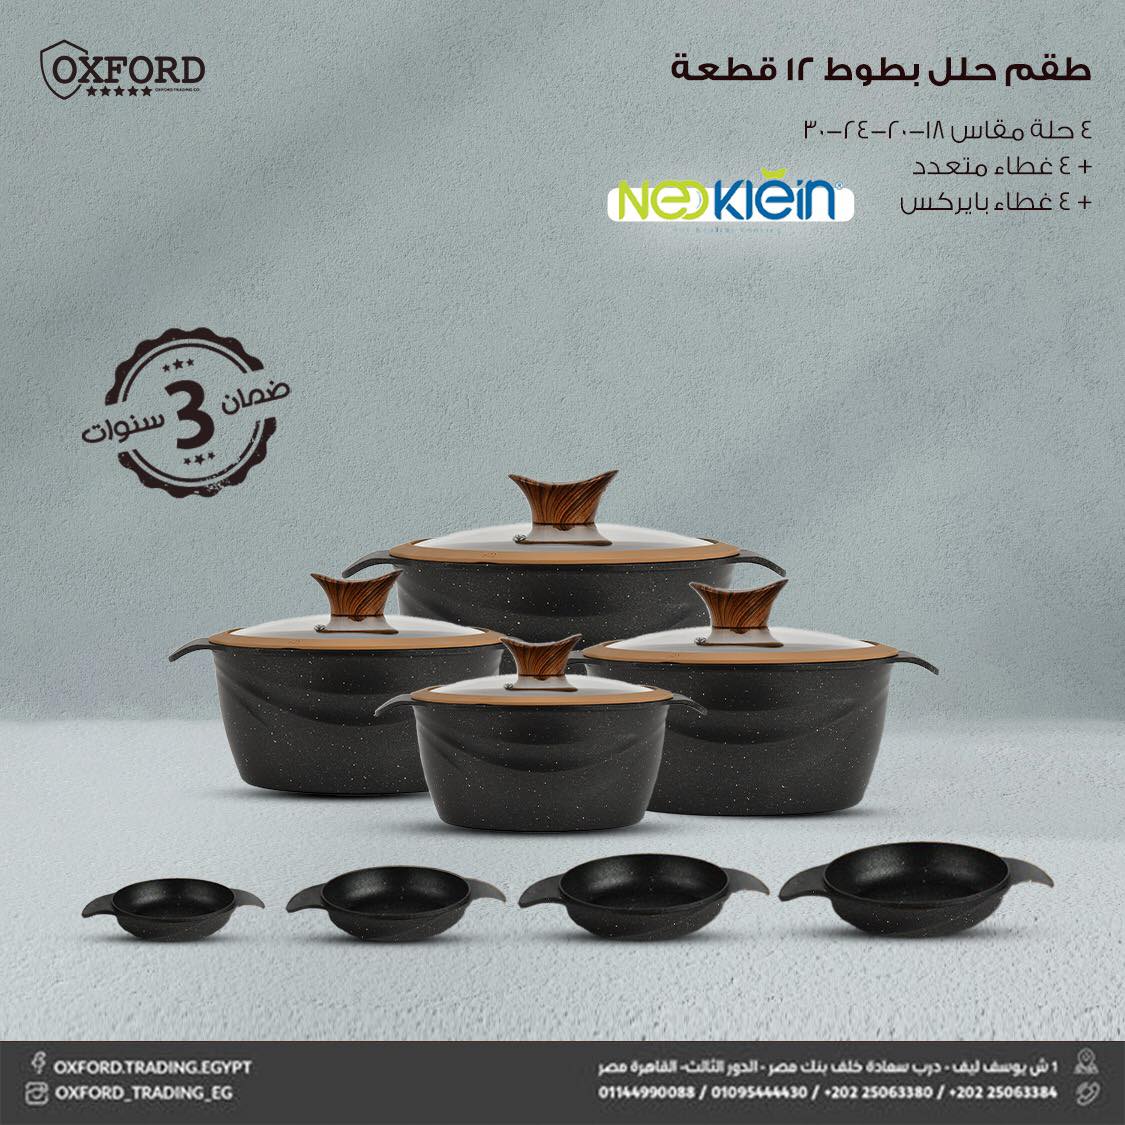 OXFORD
OXFORD TRADING CO.
طقم حلل بطوط ١٢ قطعة
٤ حلة مقاس ١٨-٢٠-٢٤-٣٠
+ ٤ غطاء متعدد
+ ٤ غطاء بايركس
NeoKlein®
ضمان 3 سنوات
OXFORD.TRADING.EGYPT
OXFORD_TRADING_EG
1 ش يوسف ليف - درب سعادة خلف بنك مصر - الدور الثالث- القاهرة مصر
01144990088 / 01095444430 / +202 25063380 / +202 25063384